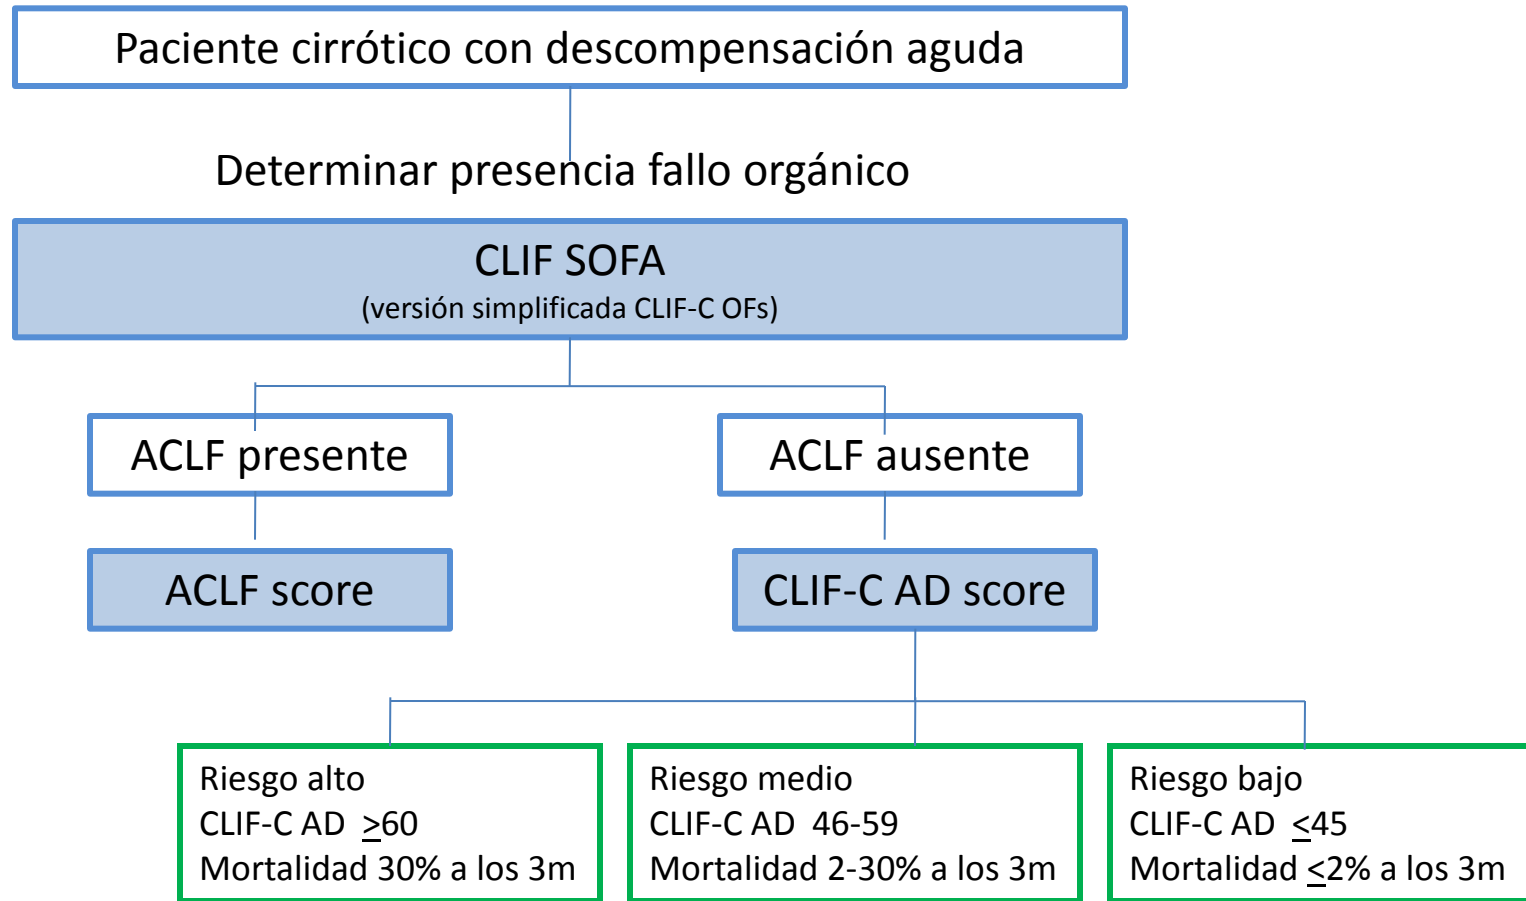 Paciente cirrótico con descompensación aguda
Determinar presencia fallo orgánico
CLIF SOFA
(versión simplificada CLIF-C OFs)
ACLF presente
ACLF ausente
ACLF score
CLIF-C AD score
Riesgo alto
CLIF-C AD ≥60
Mortalidad 30% a los 3m
Riesgo medio
CLIF-C AD 46-59
Mortalidad 2-30% a los 3m
Riesgo bajo
CLIF-C AD ≤45
Mortalidad ≤2% a los 3m